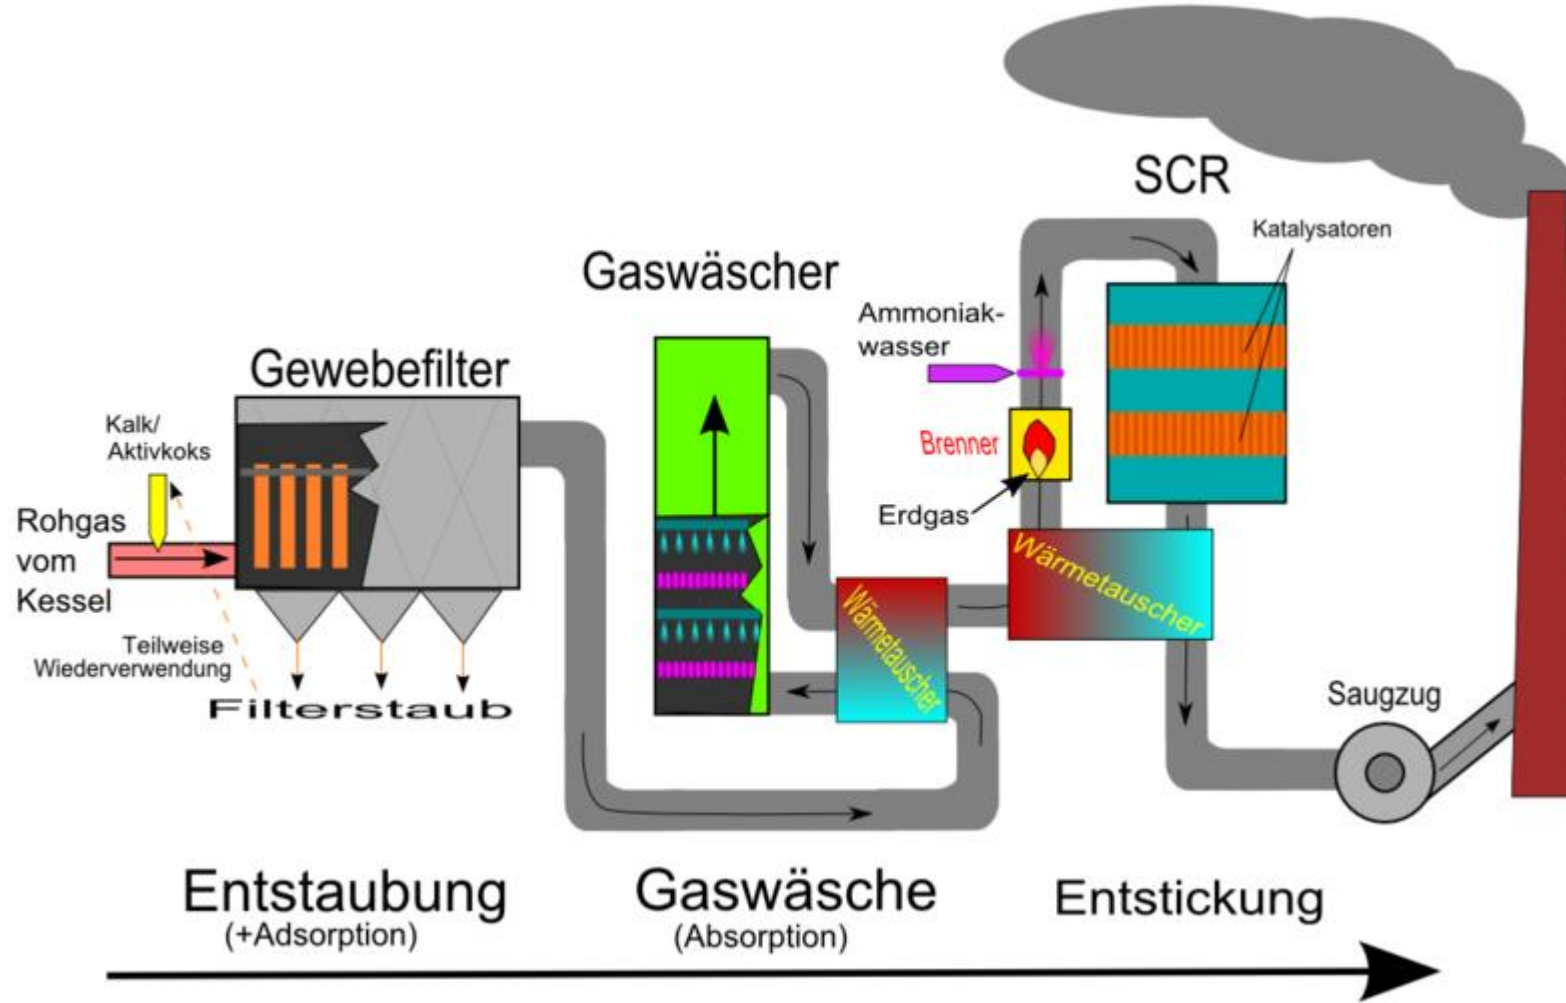 SCR
Katalysatoren
Gaswäscher
Ammoniak-
wasser
Gewebefilter
Kalk/
Aktivkoks
Brenner
Erdgas
Rohgas
vom
Kessel
Wärmetauscher
Wärmetauscher
Teilweise
Wiederverwendung
Filterstaub
Saugzug
Entstaubung
(+Adsorption)
Gaswäsche
(Absorption)
Entstickung